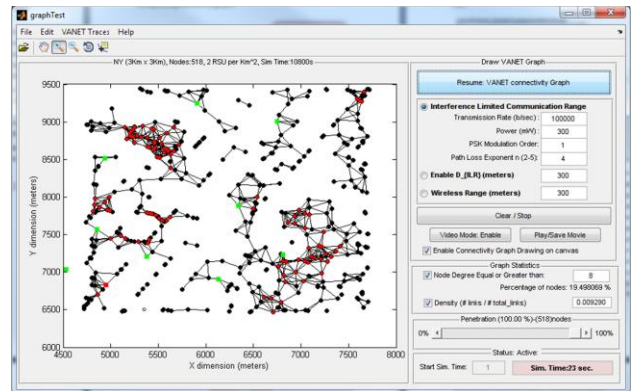 graphTest
File Edit VANET Traces Help
NY (3Km x 3Km), Nodes:518, 2 RSU per Km^2, Sim Time:10800s
9500
9000
8500
8000
7500
7000
6500
6000
Y dimension (meters)
4500 5000 5500 6000 6500 7000 7500 8000
X dimension (meters)
Draw VANET Graph
Resume: VANET connectivity Graph
Interference Limited Communication Range
Transmission Rate (b/sec): 100000
Power (mW): 300
PSK Modulation Order: 1
Path Loss Exponent n (2-5): 4
Enable D_{ILR} (meters) 300
Wireless Range (meters) 300
Clear / Stop
Video Mode: Enable Play/Save Movie
Enable Connectivity Graph Drawing on canvas
Graph Statistics
Node Degree Equal or Greater than: 8
Percentage of nodes: 19.498069 %
Density (# links / # total_links) 0.009290
Penetration (100.00 %)-(518)nodes
0% 100%
Status: Active:
Start Sim. Time: 1 Sim. Time:23 sec.